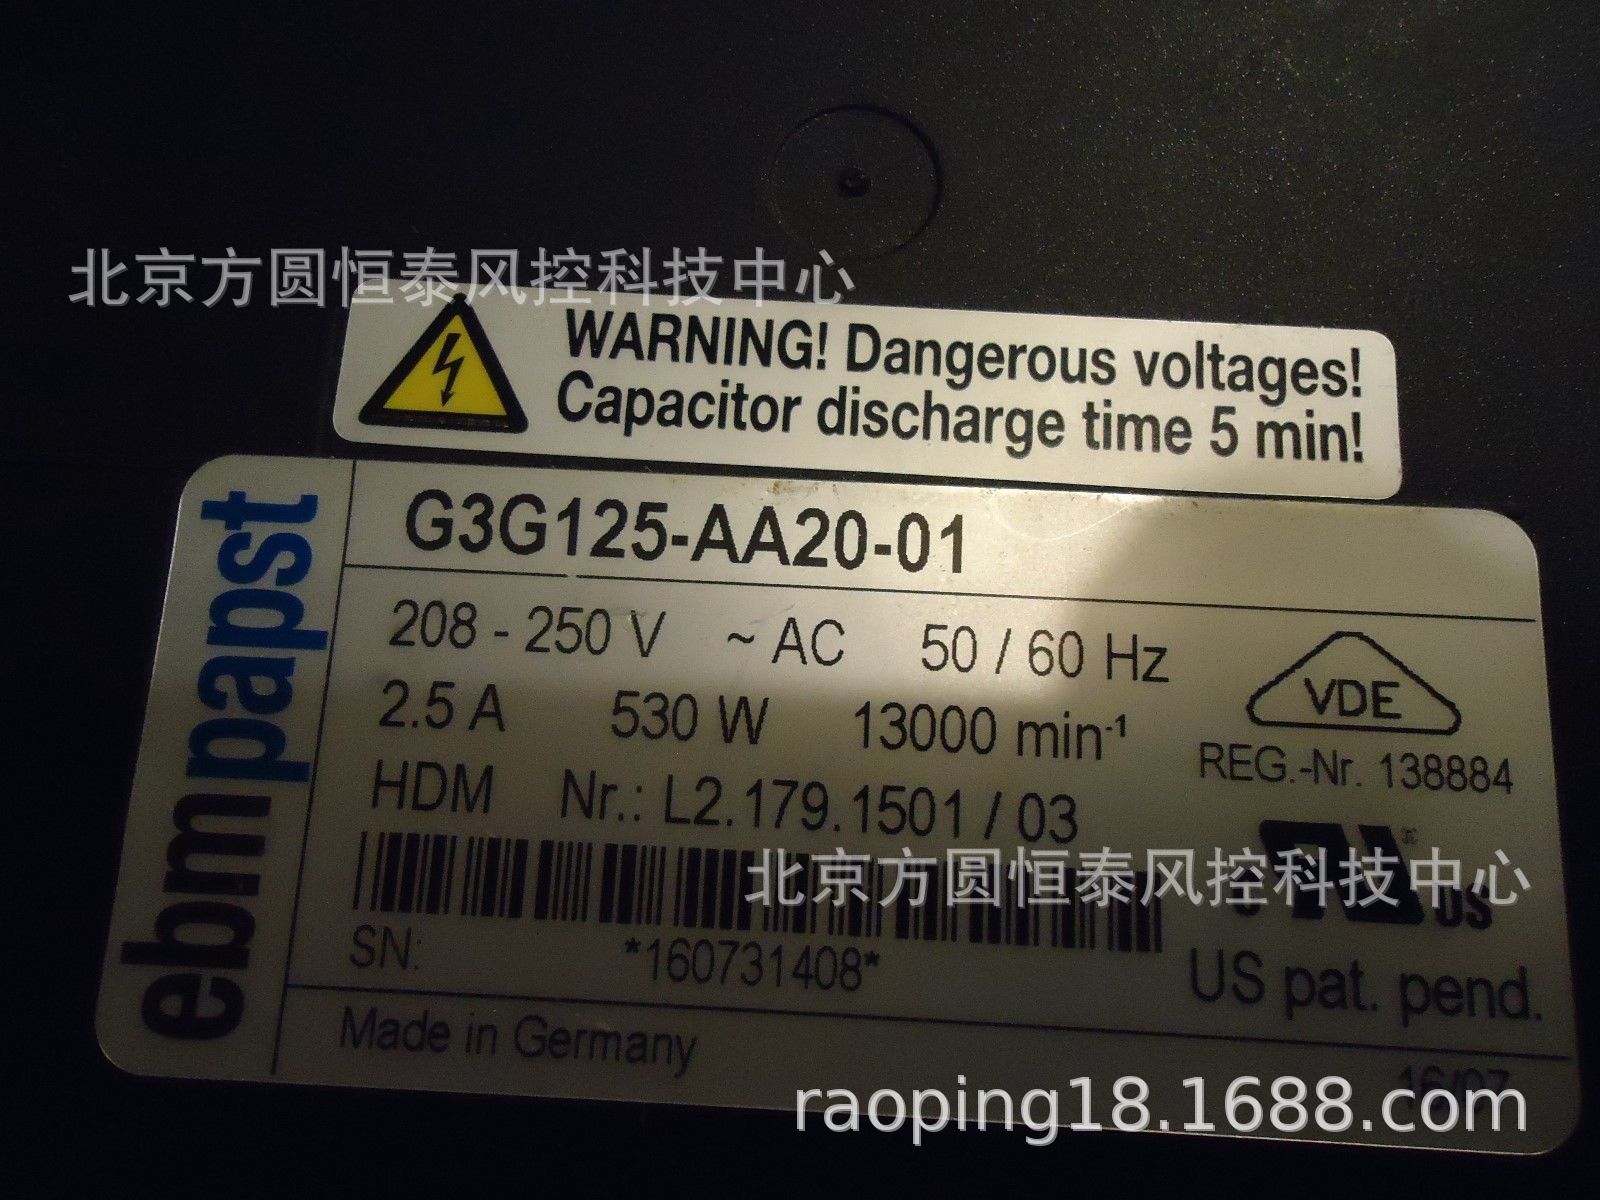 北京方圆恒泰风控科技中心
WARNING! Dangerous voltages!
Capacitor discharge time 5 min!
ebmpapst
G3G125-AA20-01
208 - 250 V ~ AC 50 / 60 Hz
2.5 A 530 W 13000 min-1
VDE
REG.-Nr. 138884
HDM Nr.: L2.179.1501 / 03
北京方圆恒泰风控科技中心
US
SN: *160731408*
US pat. pend.
Made in Germany
16/07
raoping18.1688.com